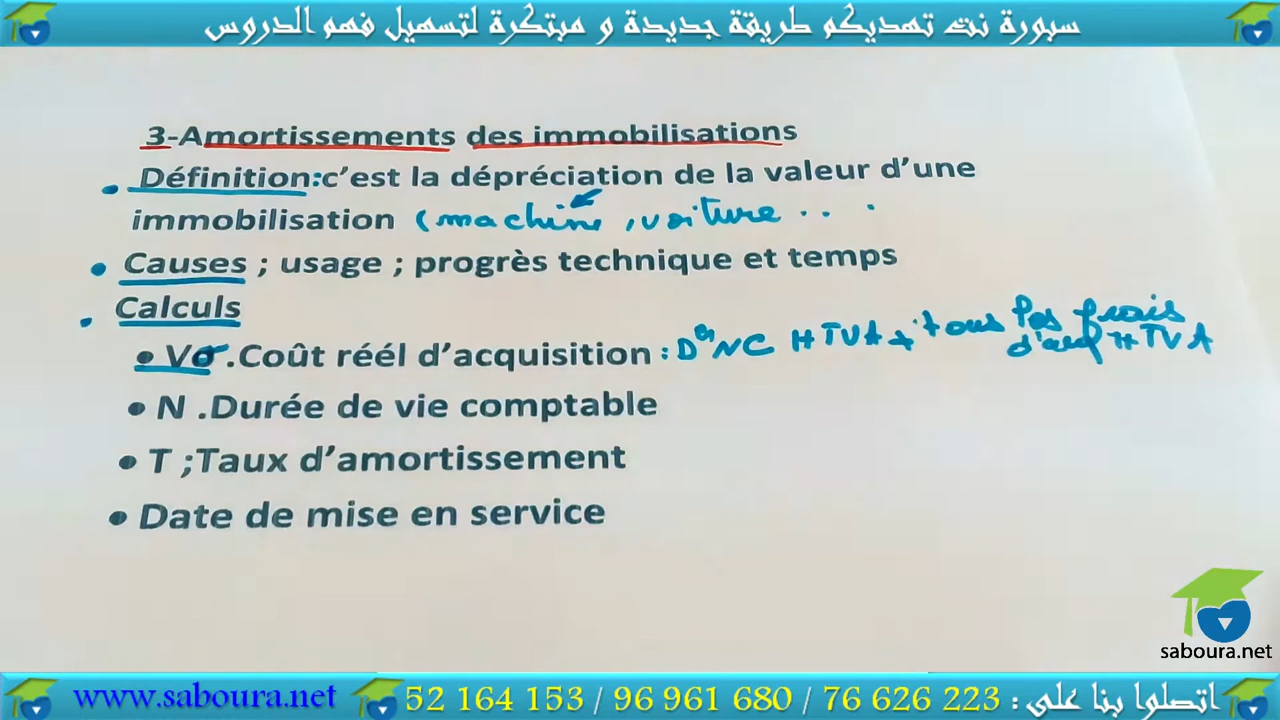 سبورة نت تهديكم طريقة جديدة و مبتكرة لتسهيل فهم الدروس
3-Amortissements des immobilisations
Définition:c’est la dépréciation de la valeur d’une
immobilisation (machine, voiture . . .
Causes ; usage ; progrès technique et temps
Calculs
• Vo .Coût réél d’acquisition : NC HTVA + tous les frais
d'acq HTVA
• N .Durée de vie comptable
• T ;Taux d’amortissement
• Date de mise en service
saboura.net
www.saboura.net 52 164 153 / 96 961 680 / 76 626 223 : اتصلوا بنا على